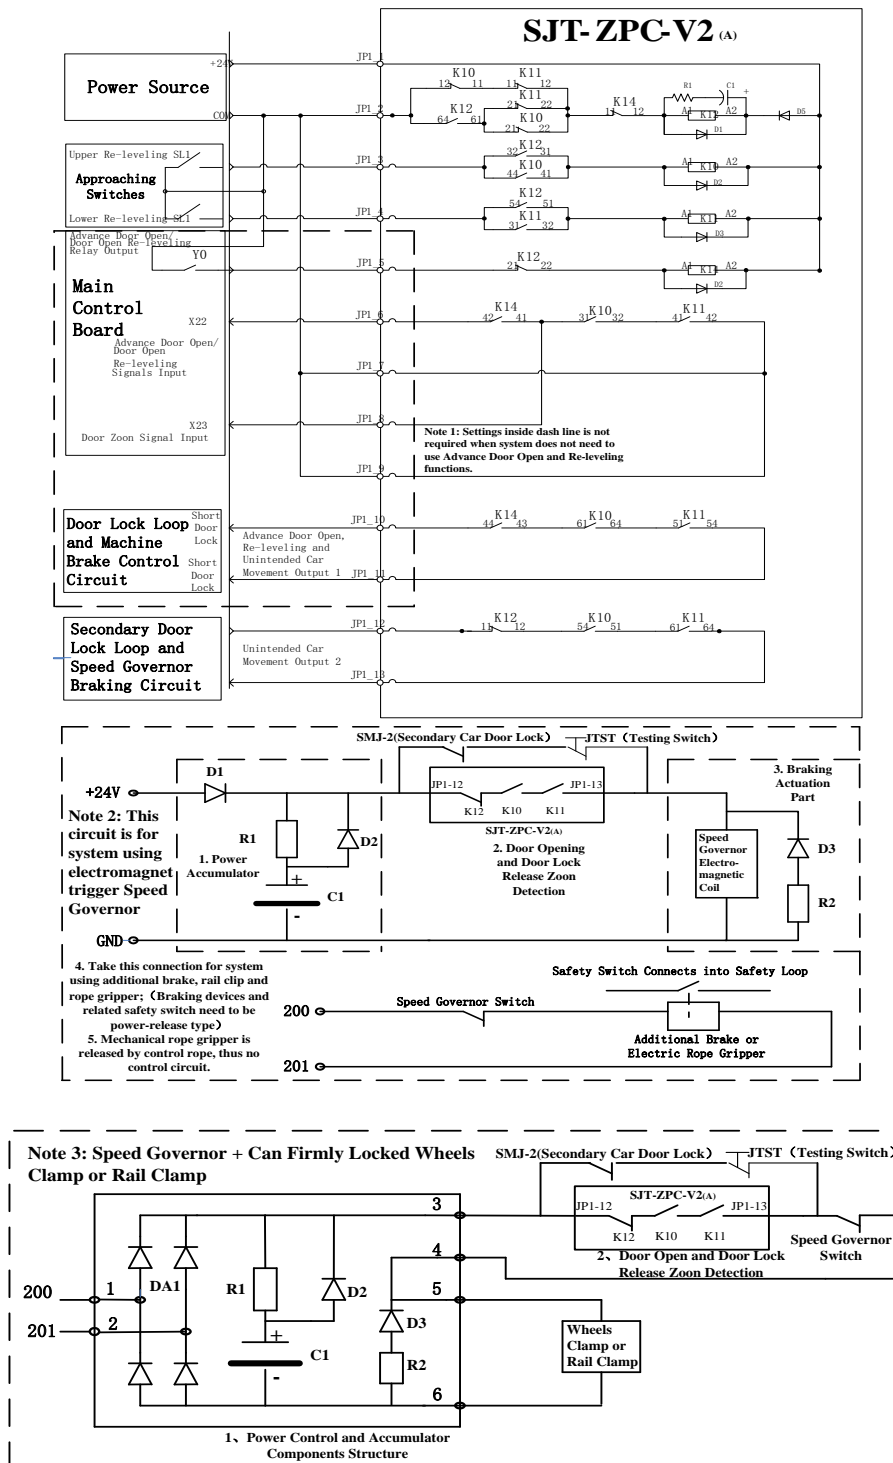 SJT-ZPC-V2(A)
Power Source
+24V
COM
JP1_1
JP1_2
K10
12 11
K11
11 12
K12
64 61
K11
21 22
K10
21 22
K14
11 12
R1
C1
+
A1 K12 A2
D1
D5
Upper Re-leveling SL1
Approaching
Switches
Lower Re-leveling SL1
JP1_3
K12
32 31
K10
44 41
A1 K10 A2
D2
JP1_4
K12
54 51
K11
31 32
A1 K11 A2
D3
Advance Door Open/
Door Open Re-leveling
Relay Output
Y0
JP1_5
K12
21 22
A1 K14 A2
D2
Main
Control
Board
X22
JP1_6
K14
42 41
K10
31 32
K11
41 42
Advance Door Open/
Door Open
Re-leveling
Signals Input
JP1_7
X23
Door Zoon Signal Input
JP1_8
Note 1: Settings inside dash line is not
required when system does not need to
use Advance Door Open and Re-leveling
functions.
JP1_9
Door Lock Loop
and Machine
Brake Control
Circuit
Short
Door
Lock
Short
Door
Lock
Advance Door Open,
Re-leveling and
Unintended Car
Movement Output 1
JP1_10
K14
44 43
K10
61 64
K11
51 54
JP1_11
Secondary Door
Lock Loop and
Speed Governor
Braking Circuit
Unintended Car
Movement Output 2
JP1_12
K12
11 12
K10
54 51
K11
61 64
JP1_13
SMJ-2(Secondary Car Door Lock)
JTST（Testing Switch）
D1
+24V
JP1-12
JP1-13
K12 K10 K11
SJT-ZPC-V2(A)
2. Door Opening
and Door Lock
Release Zoon
Detection
3. Braking
Actuation
Part
Note 2: This
circuit is for
system using
electromagnet
trigger Speed
Governor
R1
D2
1. Power
Accumulator
+
C1
-
Speed
Governor
Electro-
magnetic
Coil
D3
R2
GND
4. Take this connection for system
using additional brake, rail clip and
rope gripper;（Braking devices and
related safety switch need to be
power-release type）
5. Mechanical rope gripper is
released by control rope, thus no
control circuit.
Safety Switch Connects into Safety Loop
200
Speed Governor Switch
Additional Brake or
Electric Rope Gripper
201
Note 3: Speed Governor + Can Firmly Locked Wheels
Clamp or Rail Clamp
SMJ-2(Secondary Car Door Lock)
JTST（Testing Switch）
SJT-ZPC-V2(A)
JP1-12
JP1-13
K12 K10 K11
Speed Governor
Switch
2、Door Open and Door Lock
Release Zoon Detection
3
4
5
6
200
1
201
2
DA1
R1
D2
+
C1
-
D3
R2
Wheels
Clamp or
Rail Clamp
1、Power Control and Accumulator
Components Structure